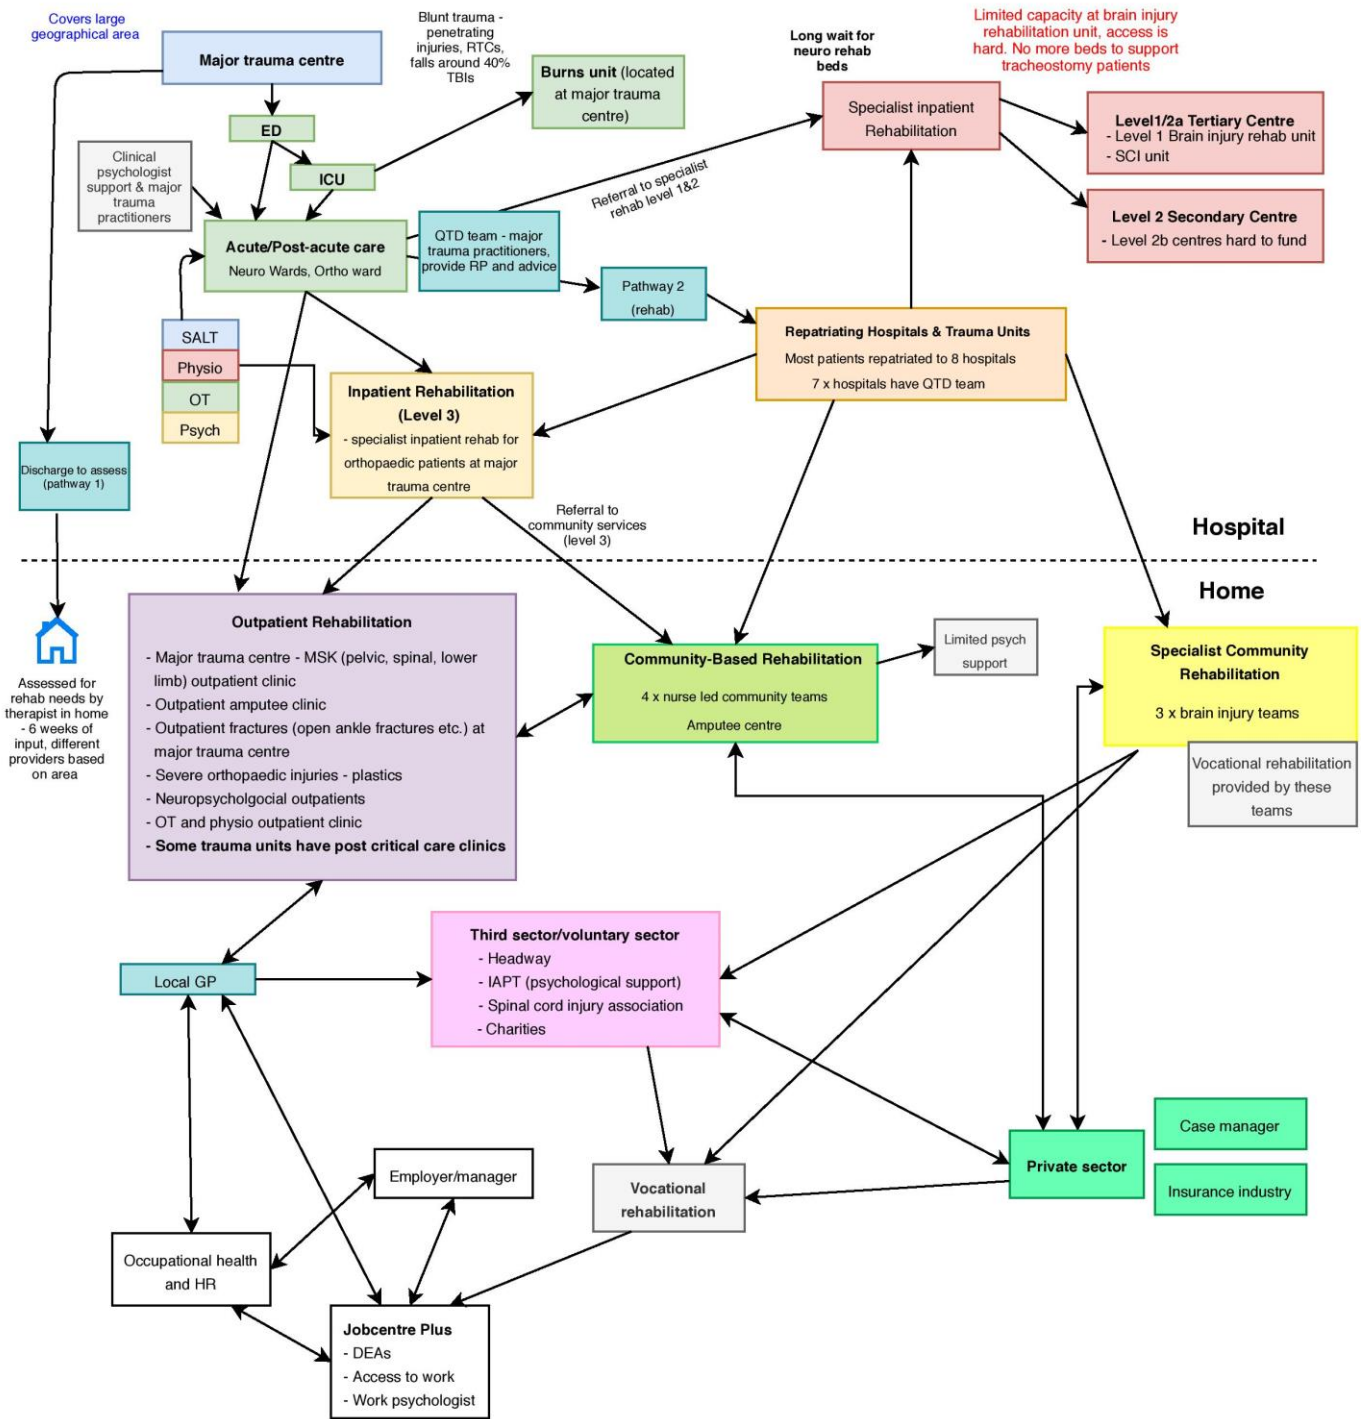 Covers large
geographical area
Major trauma centre
Blunt trauma -
penetrating
injuries, RTCs,
falls around 40%
TBIs
Burns unit (located
at major trauma
centre)
Long wait for
neuro rehab
beds
Limited capacity at brain injury
rehabilitation unit, access is
hard. No more beds to support
tracheostomy patients
Specialist inpatient
Rehabilitation
Level1/2a Tertiary Centre
- Level 1 Brain injury rehab unit
- SCI unit
Level 2 Secondary Centre
- Level 2b centres hard to fund
ED
ICU
Clinical
psychologist
support & major
trauma
practitioners
Referral to specialist
rehab level 1&2
Acute/Post-acute care
Neuro Wards, Ortho ward
QTD team - major
trauma practitioners,
provide RP and advice
Pathway 2
(rehab)
Repatriating Hospitals & Trauma Units
Most patients repatriated to 8 hospitals
7 x hospitals have QTD team
SALT
Physio
OT
Psych
Inpatient Rehabilitation
(Level 3)
- specialist inpatient rehab for
orthopaedic patients at major
trauma centre
Discharge to assess
(pathway 1)
Referral to
community services
(level 3)
Hospital
Home
Assessed for
rehab needs by
therapist in home
- 6 weeks of
input, different
providers based
on area
Outpatient Rehabilitation
- Major trauma centre - MSK (pelvic, spinal, lower
limb) outpatient clinic
- Outpatient amputee clinic
- Outpatient fractures (open ankle fractures etc.) at
major trauma centre
- Severe orthopaedic injuries - plastics
- Neuropsycholgocial outpatients
- OT and physio outpatient clinic
- Some trauma units have post critical care clinics
Community-Based Rehabilitation
4 x nurse led community teams
Amputee centre
Limited psych
support
Specialist Community
Rehabilitation
3 x brain injury teams
Vocational rehabilitation
provided by these
teams
Local GP
Third sector/voluntary sector
- Headway
- IAPT (psychological support)
- Spinal cord injury association
- Charities
Case manager
Private sector
Insurance industry
Employer/manager
Vocational
rehabilitation
Occupational health
and HR
Jobcentre Plus
- DEAs
- Access to work
- Work psychologist